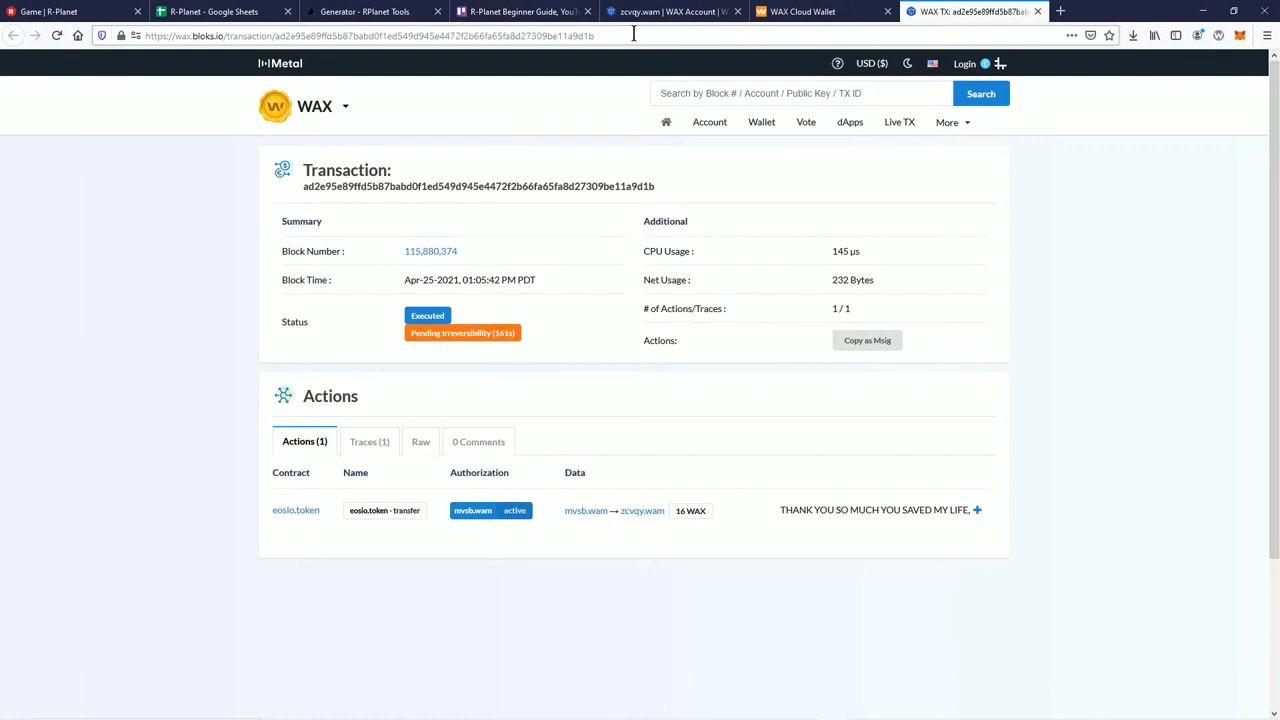 Game | R-Planet
R-Planet - Google Sheets
Generator - RPlanet Tools
R-Planet Beginner Guide, YouT
zcvqy.wam | WAX Account | W
WAX Cloud Wallet
WAX TX: ad2e95e89ffd5b87bab
https://wax.bloks.io/transaction/ad2e95e89ffd5b87babd0f1ed549d945e4472f2b66fa65fa8d27309be11a9d1b
Metal
USD ($)
Login
WAX
Search by Block # / Account / Public Key / TX ID
Search
Account
Wallet
Vote
dApps
Live TX
More
Transaction:
ad2e95e89ffd5b87babd0f1ed549d945e4472f2b66fa65fa8d27309be11a9d1b
Summary
Additional
Block Number :
115,880,374
CPU Usage :
145 µs
Block Time :
Apr-25-2021, 01:05:42 PM PDT
Net Usage :
232 Bytes
Status
Executed
Pending Irreversibility (161s)
# of Actions/Traces :
1 / 1
Actions:
Copy as Msig
Actions
Actions (1)
Traces (1)
Raw
0 Comments
Contract
Name
Authorization
Data
eosio.token
eosio.token - transfer
mvsb.wam active
mvsb.wam → zcvqy.wam
16 WAX
THANK YOU SO MUCH YOU SAVED MY LIFE,